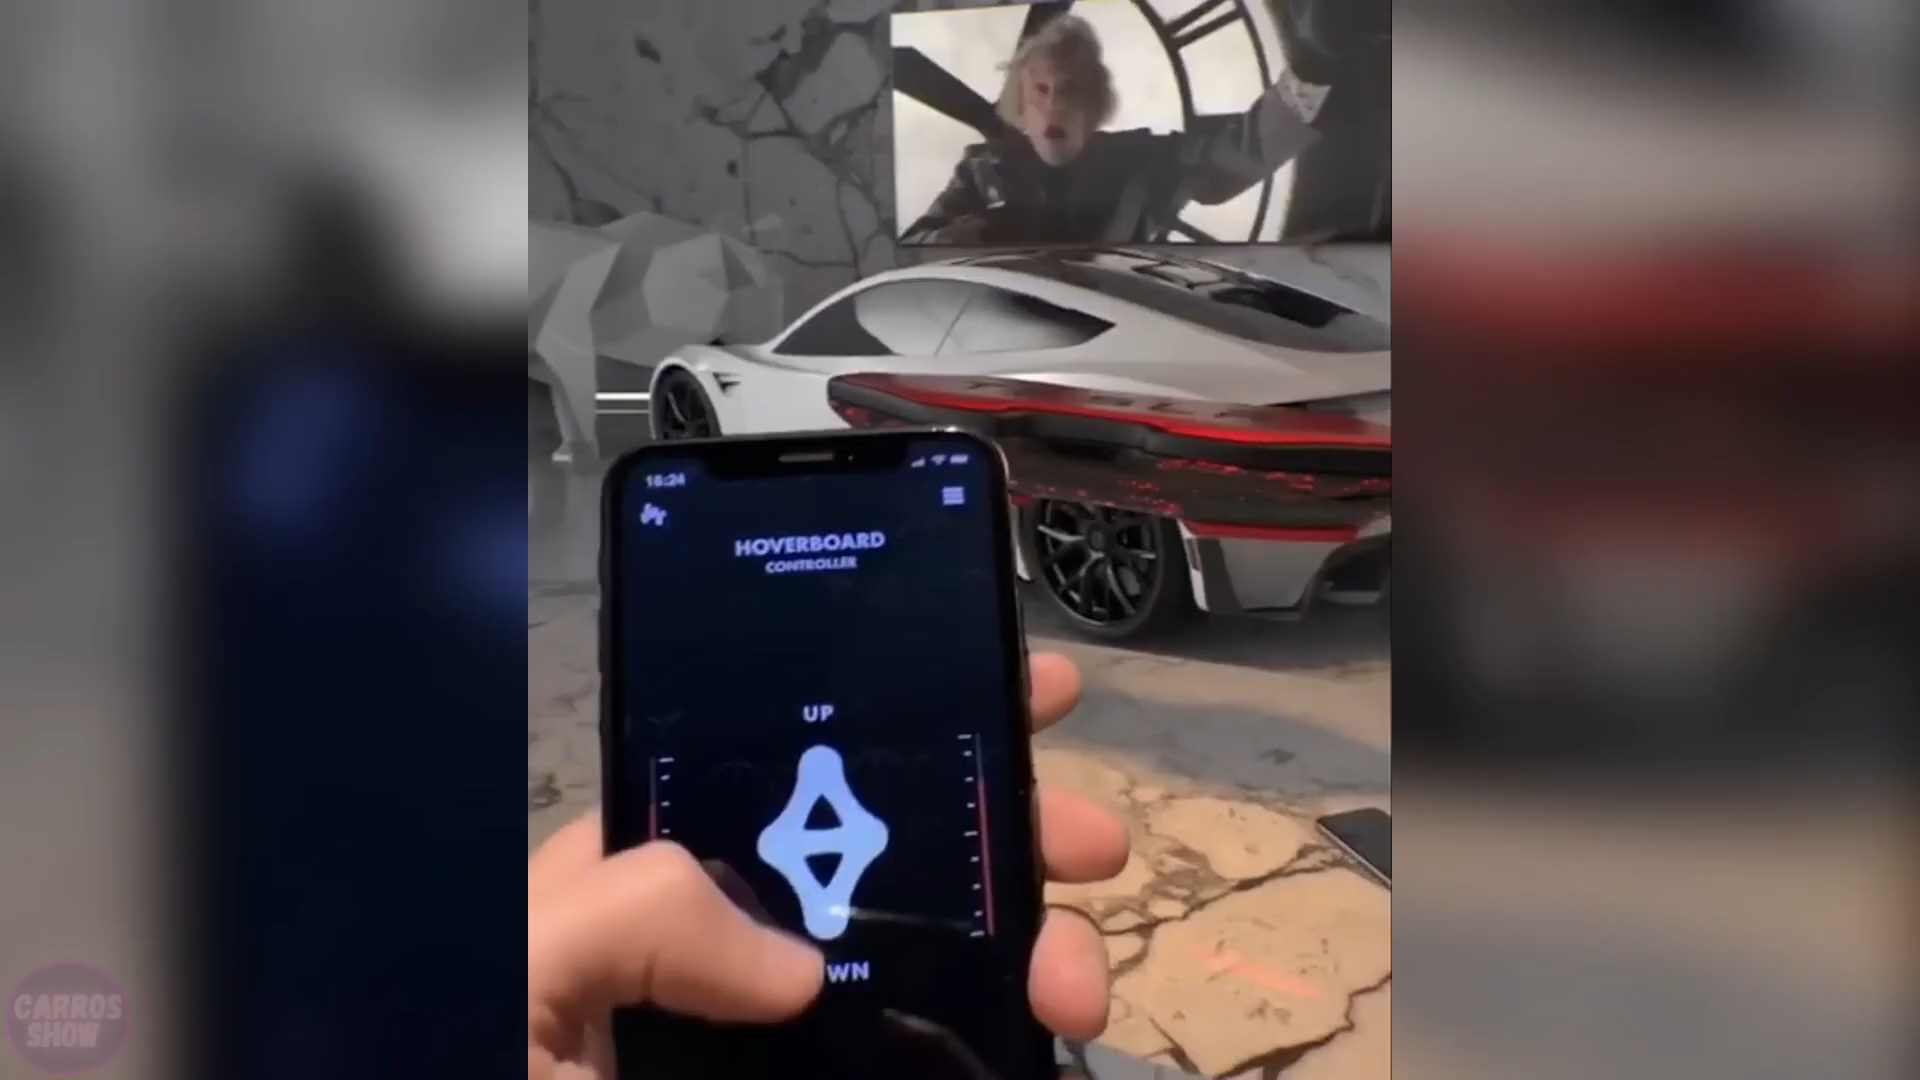 16:24
HOVERBOARD
CONTROLLER
UP
WN
CARROS
SHOW